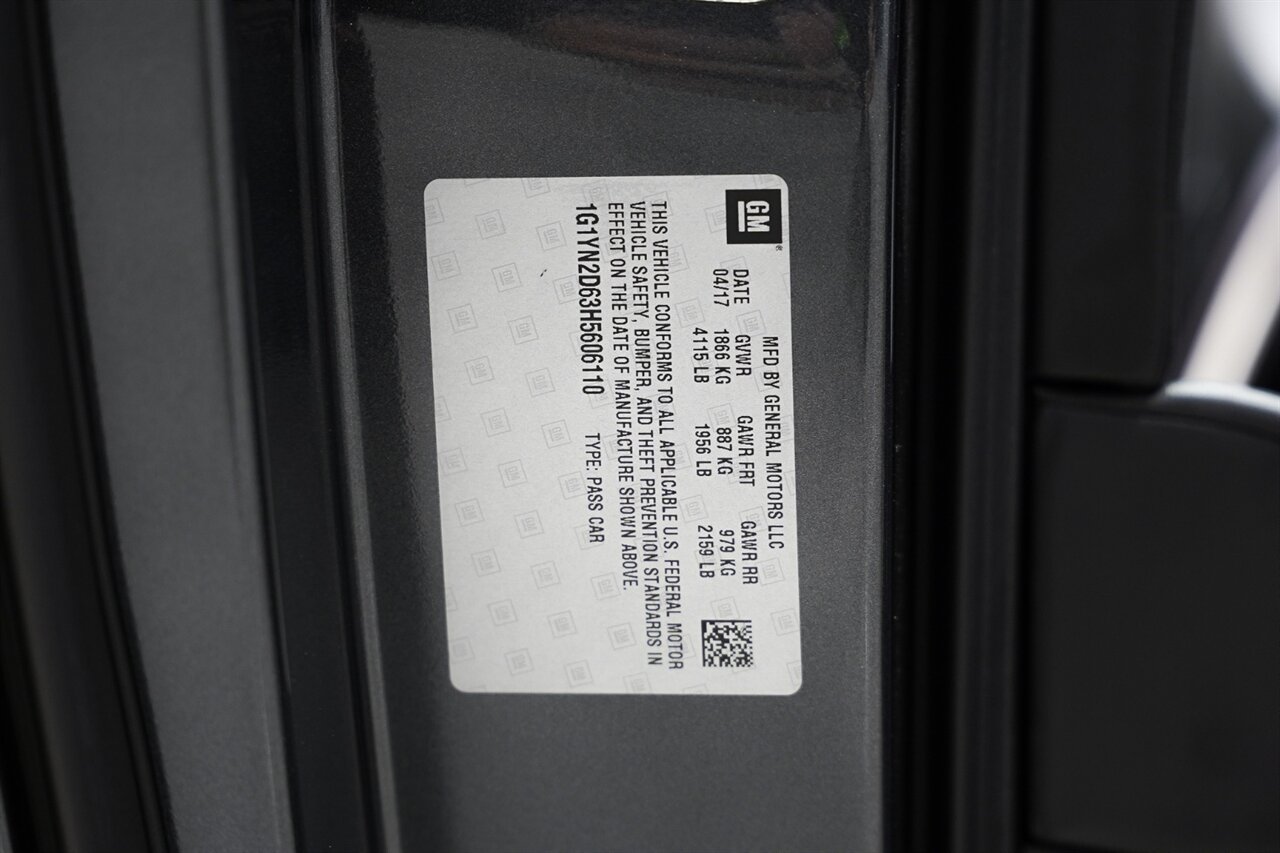 GM®
MFD BY GENERAL MOTORS LLC
DATE GVWR GAWR FRT GAWR RR
04/17 1866 KG 887 KG 979 KG
4115 LB 1956 LB 2159 LB
THIS VEHICLE CONFORMS TO ALL APPLICABLE U.S. FEDERAL MOTOR
VEHICLE SAFETY, BUMPER, AND THEFT PREVENTION STANDARDS IN
EFFECT ON THE DATE OF MANUFACTURE SHOWN ABOVE.
1G1YN2D63H5606110 TYPE: PASS CAR